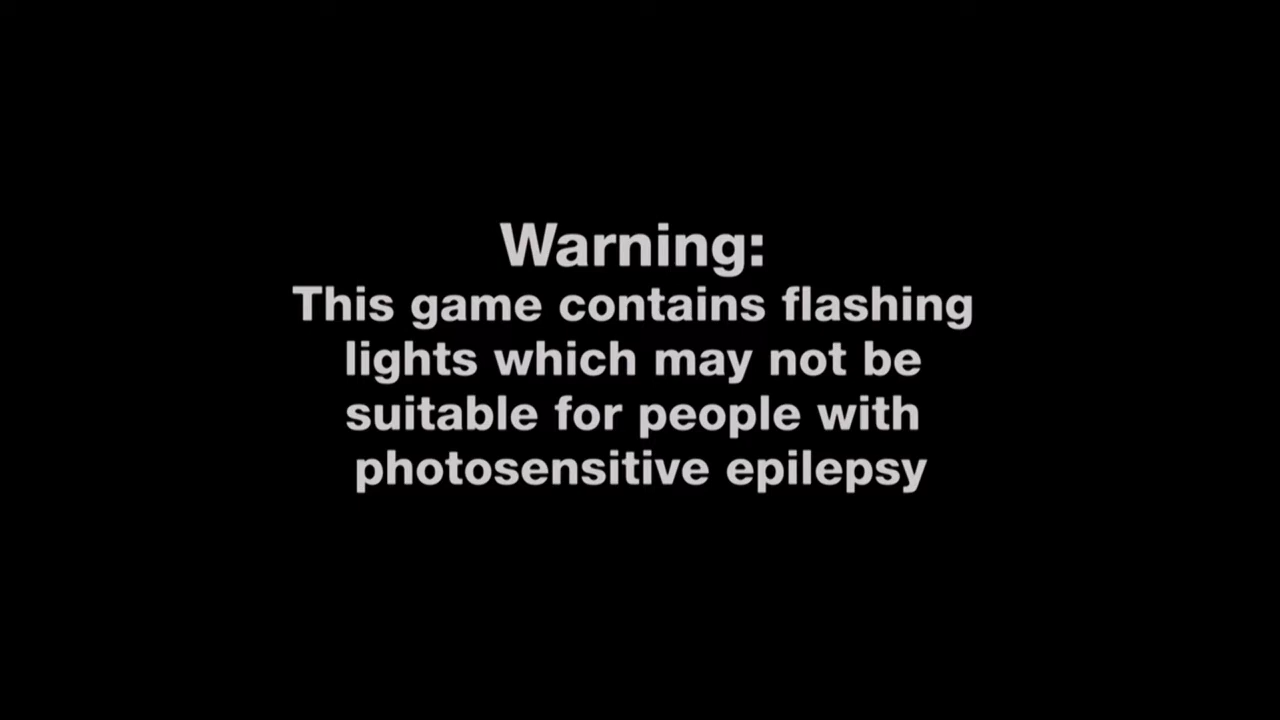 Warning:
This game contains flashing
lights which may not be
suitable for people with
photosensitive epilepsy